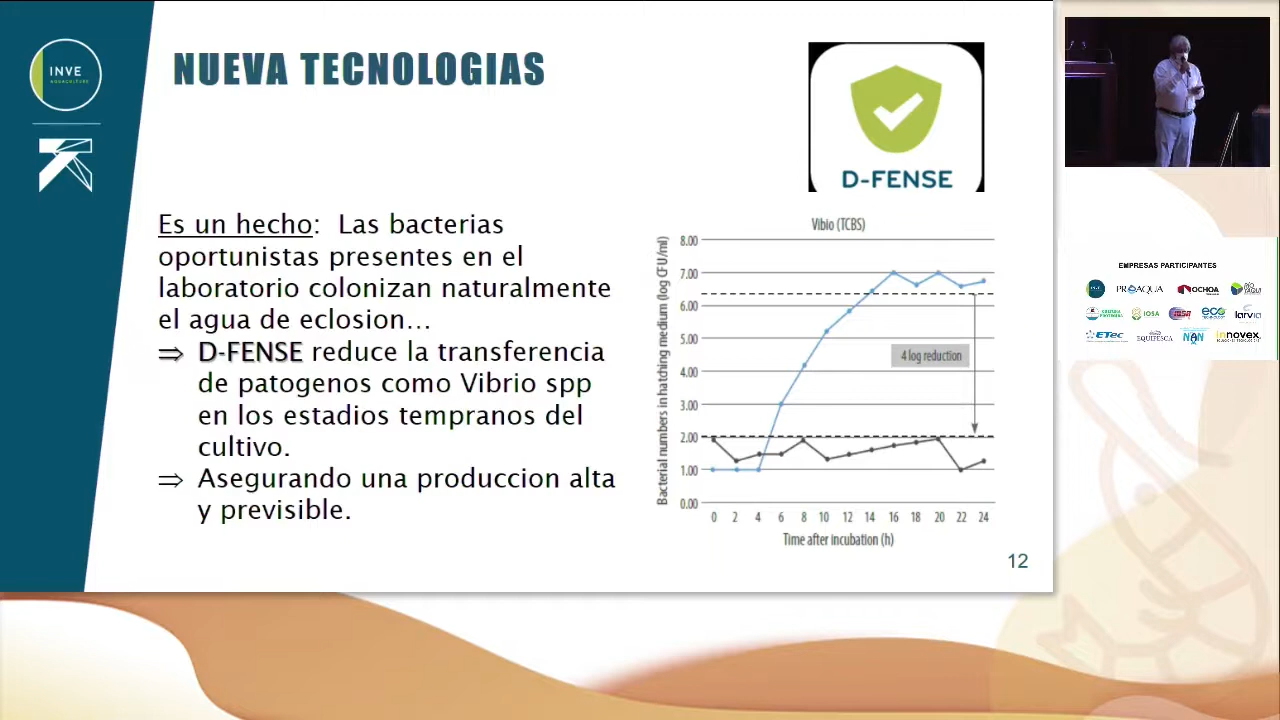 INVE
AQUACULTURE
NUEVA TECNOLOGIAS
D-FENSE
Es un hecho: Las bacterias
oportunistas presentes en el
laboratorio colonizan naturalmente
el agua de eclosion...
⇒ D-FENSE reduce la transferencia
de patogenos como Vibrio spp
en los estadios tempranos del
cultivo.
⇒ Asegurando una produccion alta
y previsible.
Vibio (TCBS)
Bacterial numbers in hatching medium (log CFU/ml)
8.00
7.00
6.00
5.00
4.00
3.00
2.00
1.00
0.00
4 log reduction
0 2 4 6 8 10 12 14 16 18 20 22 24
Time after incubation (h)
12
EMPRESAS PARTICIPANTES
PROAQUA
OCHOA
IOSA
eco
larvia
ETec
EQUIPESCA
innovex